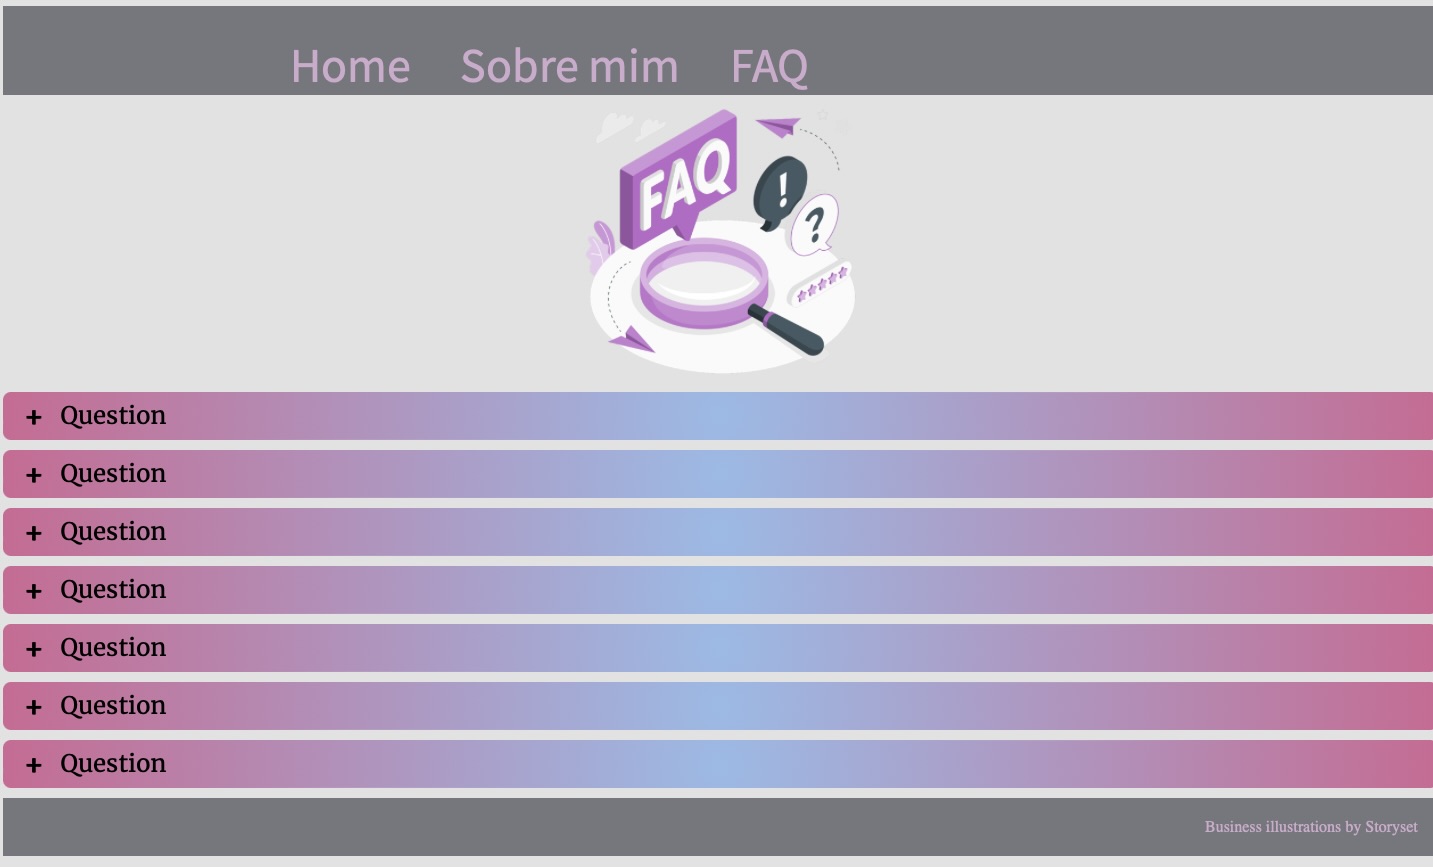 Home Sobre mim FAQ
FAQ
!
?
+ Question
+ Question
+ Question
+ Question
+ Question
+ Question
+ Question
Business illustrations by Storyset